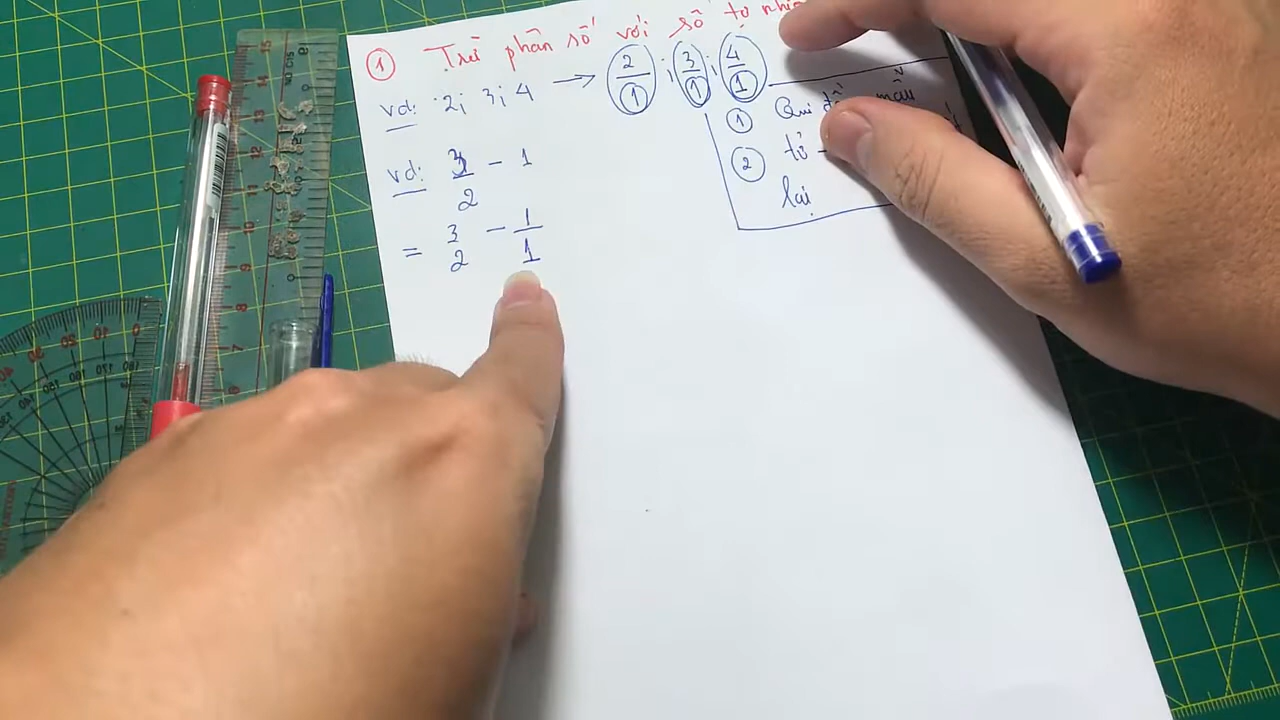 ① Trừ phân số với số tự nhiên
vd: 2; 3; 4 → 2/1 ; 3/1 ; 4/1
① Qui mẫu
② tử -
lại
vd: 3/2 - 1
= 3/2 - 1/1